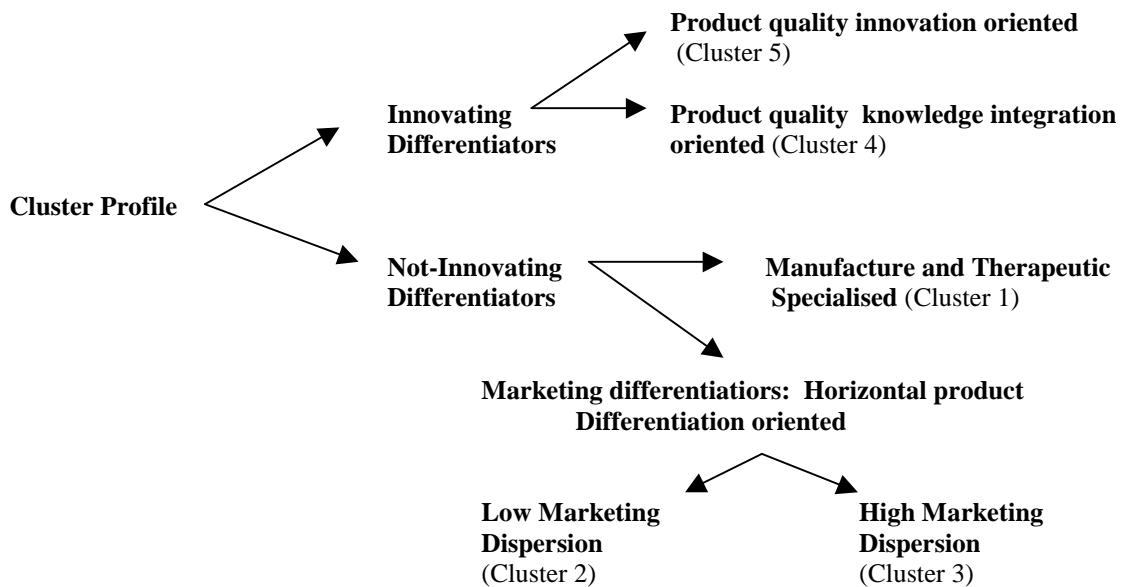 Product quality innovation oriented
(Cluster 5)
Innovating
Differentiators
Product quality knowledge integration
oriented (Cluster 4)
Cluster Profile
Not-Innovating
Differentiators
Manufacture and Therapeutic
Specialised (Cluster 1)
Marketing differentiatiors: Horizontal product
Differentiation oriented
Low Marketing
Dispersion
(Cluster 2)
High Marketing
Dispersion
(Cluster 3)